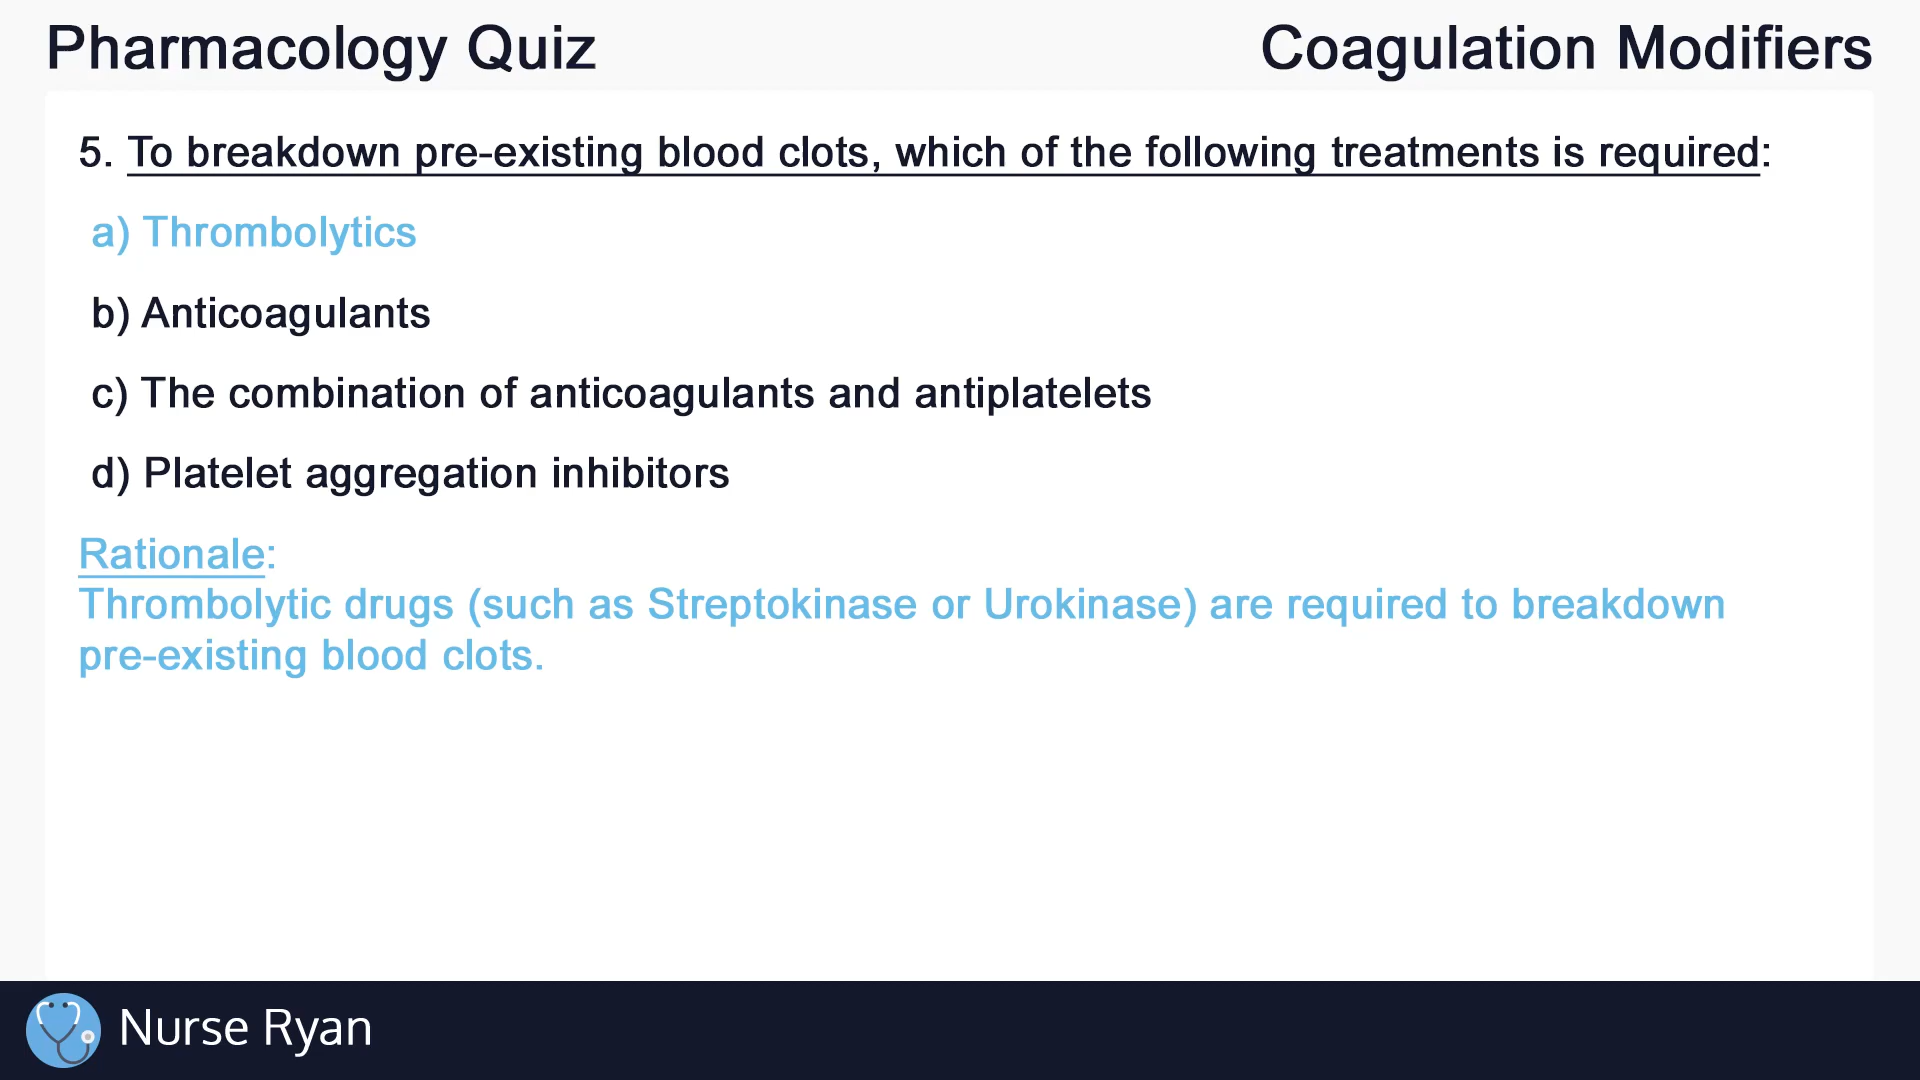 Pharmacology Quiz
Coagulation Modifiers
5. To breakdown pre-existing blood clots, which of the following treatments is required:
a) Thrombolytics
b) Anticoagulants
c) The combination of anticoagulants and antiplatelets
d) Platelet aggregation inhibitors
Rationale:
Thrombolytic drugs (such as Streptokinase or Urokinase) are required to breakdown
pre-existing blood clots.
Nurse Ryan